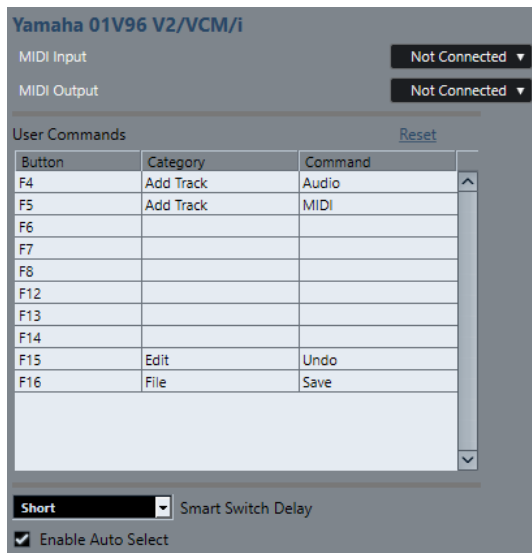 Yamaha 01V96 V2/VCM/i
MIDI Input Not Connected
MIDI Output Not Connected
User Commands Reset
Button Category Command
F4 Add Track Audio
F5 Add Track MIDI
F6
F7
F8
F12
F13
F14
F15 Edit Undo
F16 File Save
Short Smart Switch Delay
Enable Auto Select